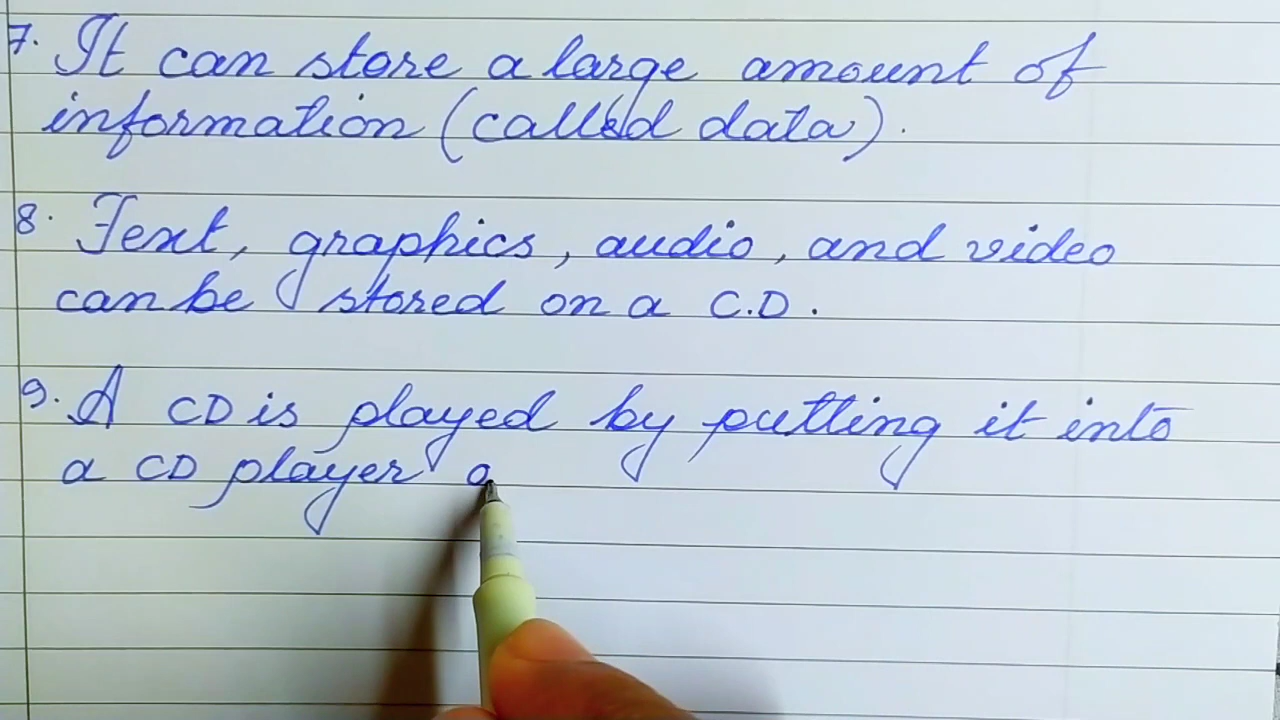 7. It can store a large amount of
information (called data).
8. Text, graphics, audio, and video
can be stored on a C.D.
9. A CD is played by putting it into
a CD player